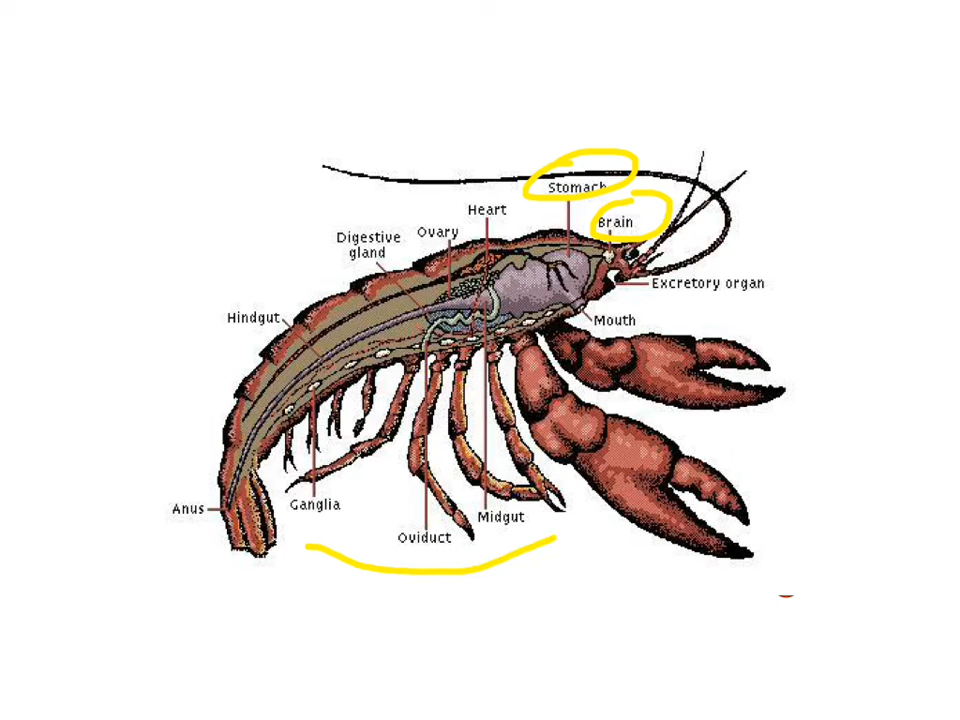 Stomach
Heart
Brain
Ovary
Digestive
gland
Excretory organ
Hindgut
Mouth
Ganglia
Anus
Midgut
Oviduct